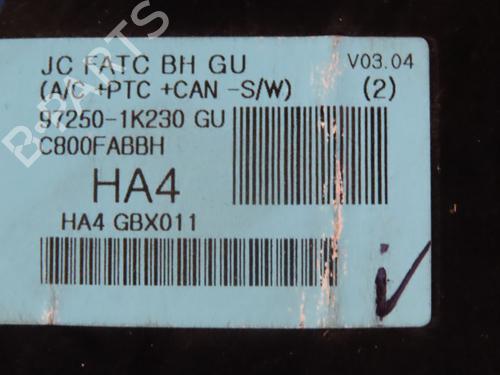 JC FATC BH GU V03.04
(A/C +PTC +CAN -S/W) (2)
97250-1K230 GU
C800FABBH
HA4
HA4 GBX011